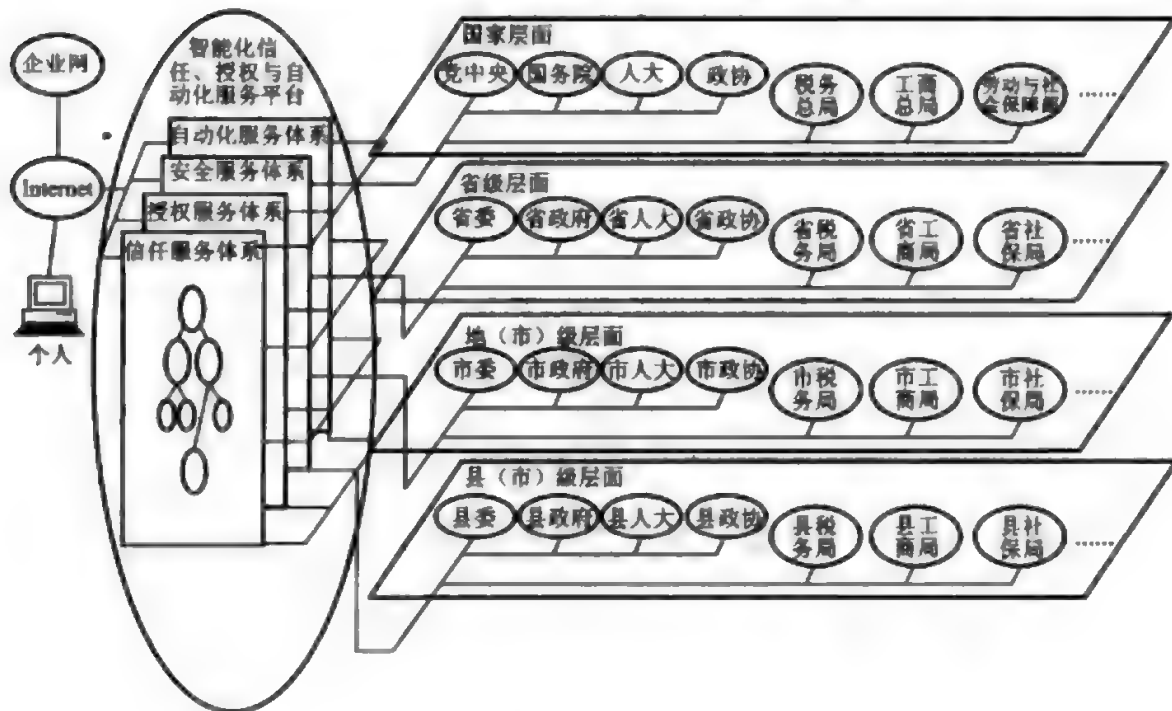 企业网
Internet
个人
智能化信
任、授权与自
动化服务平台
自动化服务体系
安全服务体系
授权服务体系
信任服务体系
国家层面
党中央
国务院
人大
政协
税务
总局
工商
总局
劳动与社
会保障部
……
省级层面
省委
省政府
省人大
省政协
省税
务局
省工
商局
省社
保局
……
地（市）级层面
市委
市政府
市人大
市政协
市税
务局
市工
商局
市社
保局
……
县（市）级层面
县委
县政府
县人大
县政协
县税
务局
县工
商局
县社
保局
……